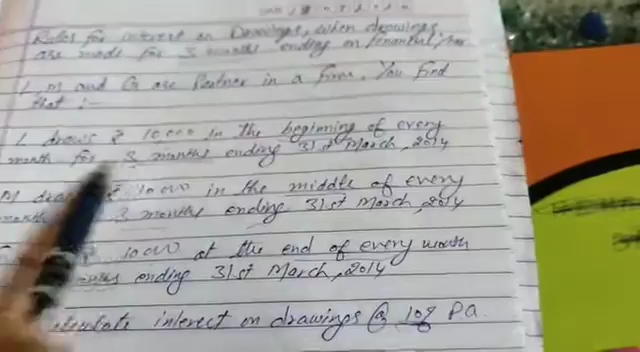 Rules for interest on Drawings, when drawings
are made for 3 months ending on financial
L, M and G are Partner in a firm. You find
that :-
L draws ₹ 10000 in the beginning of every
month for 3 months ending 31st March, 2014
M ₹ 10000 in the middle of every
3 months ending 31st March, 2014
10000 at the end of every month
ending 31st March, 2014
interest on drawings @ 10% Pa.